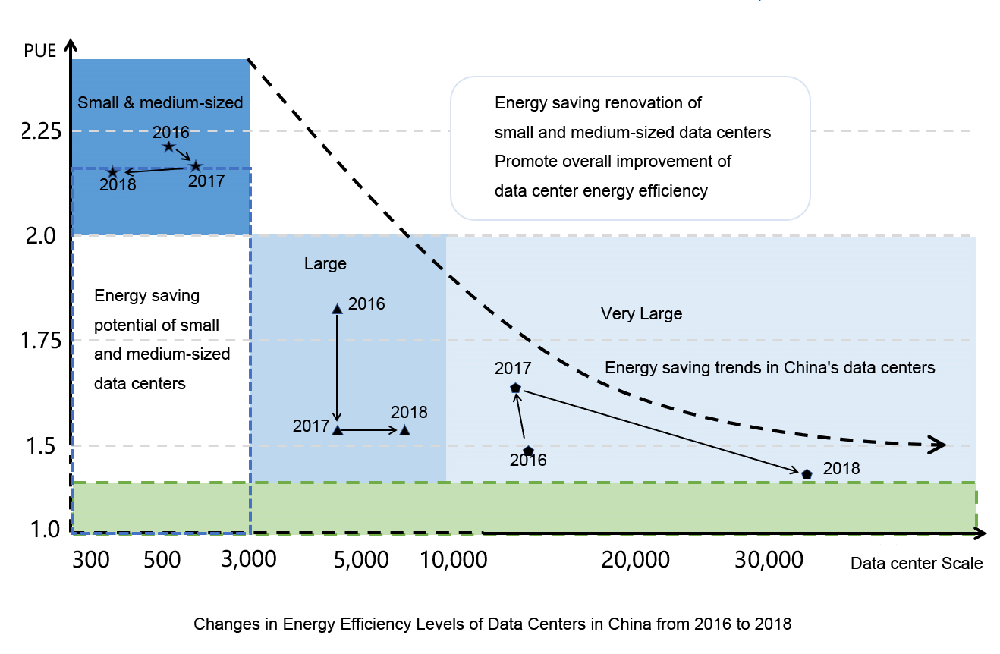 PUE
Small & medium-sized
2016
2017
2018
2.25
2.0
1.75
1.5
1.0
Energy saving renovation of
small and medium-sized data centers
Promote overall improvement of
data center energy efficiency
Energy saving
potential of small
and medium-sized
data centers
Large
2016
2017
2018
Very Large
Energy saving trends in China's data centers
2017
2016
2018
300
500
3,000
5,000
10,000
20,000
30,000
Data center Scale
Changes in Energy Efficiency Levels of Data Centers in China from 2016 to 2018